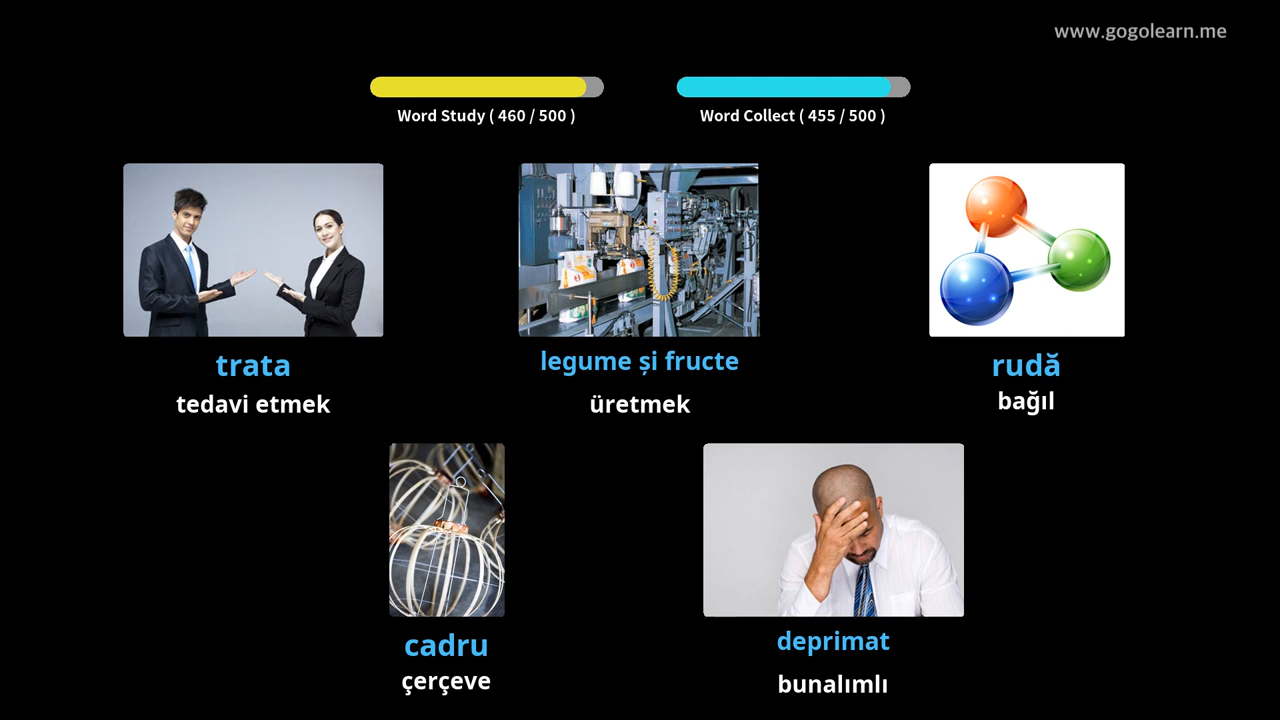 www.gogolearn.me
Word Study ( 460 / 500 )
Word Collect ( 455 / 500 )
trata
tedavi etmek
legume și fructe
üretmek
rudă
bağıl
cadru
çerçeve
deprimat
bunalımlı